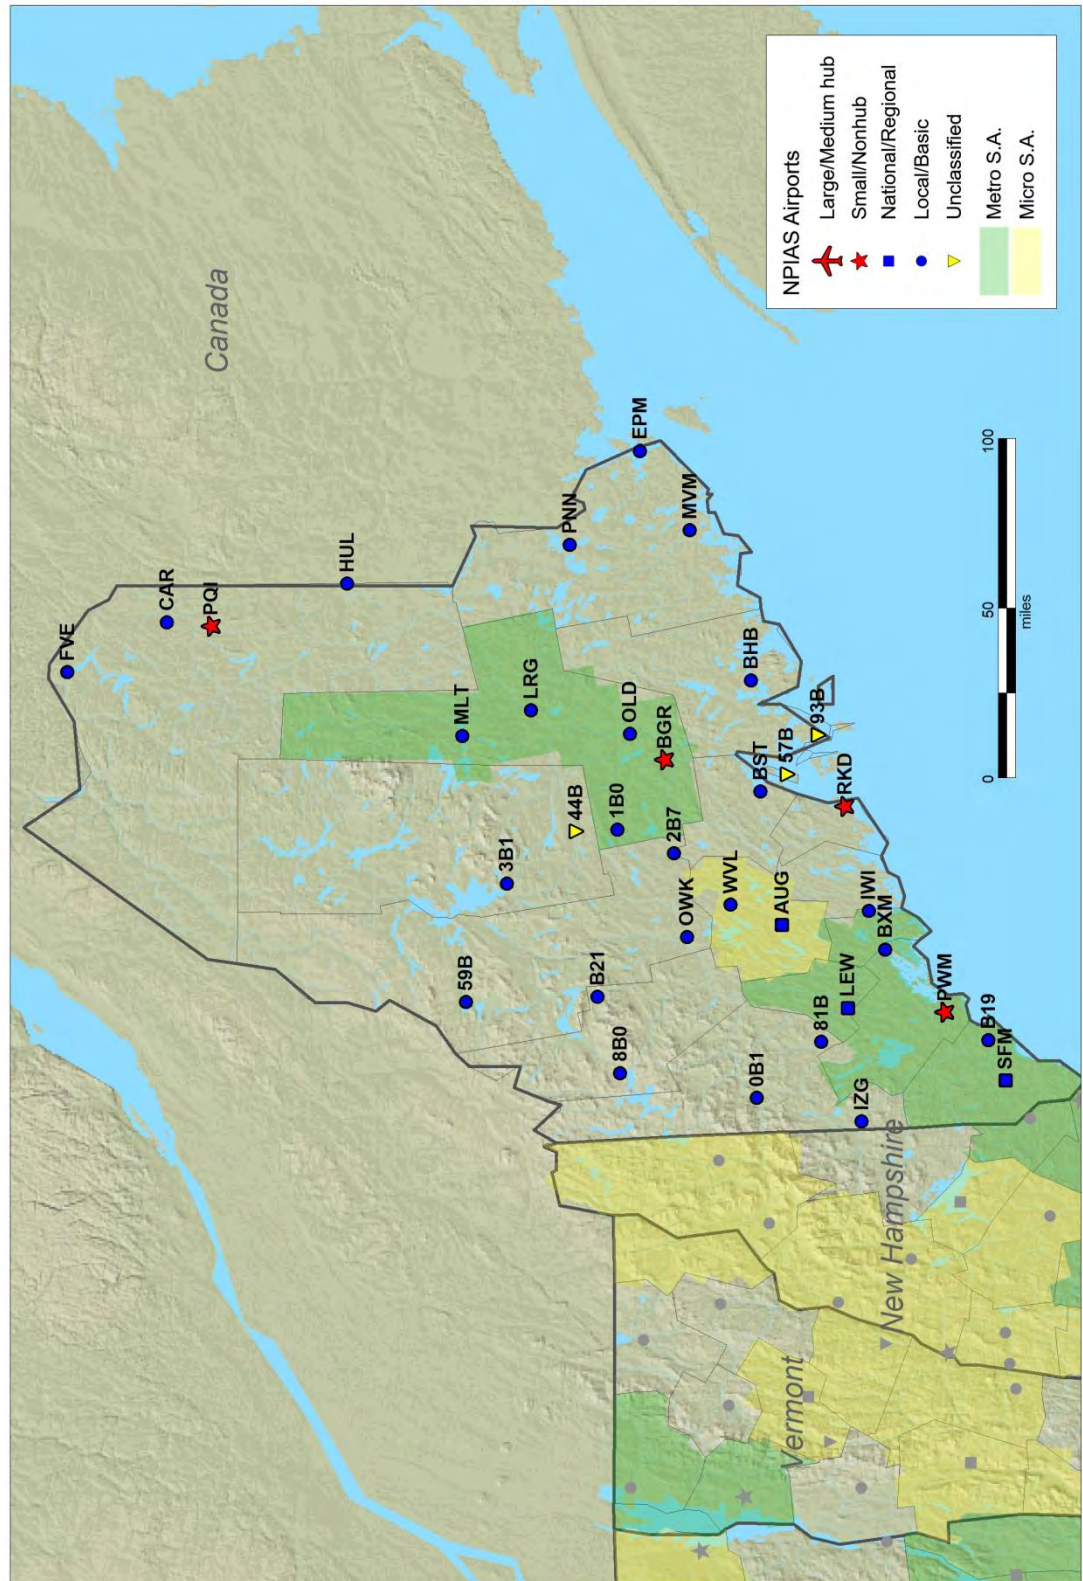 Canada
FVE
CAR
PQI
HUL
MLT
LRG
PNN
EPM
MVM
OLD
BGR
44B
1B0
2B7
3B1
59B
B21
8B0
OWK
WVL
AUG
BHB
BST
57B
93B
RKD
0B1
81B
LEW
IWI
BXM
IZG
PWM
B19
SFM
New Hampshire
Vermont
NPIAS Airports
Large/Medium hub
Small/Nonhub
National/Regional
Local/Basic
Unclassified
Metro S.A.
Micro S.A.
0 50 100
miles